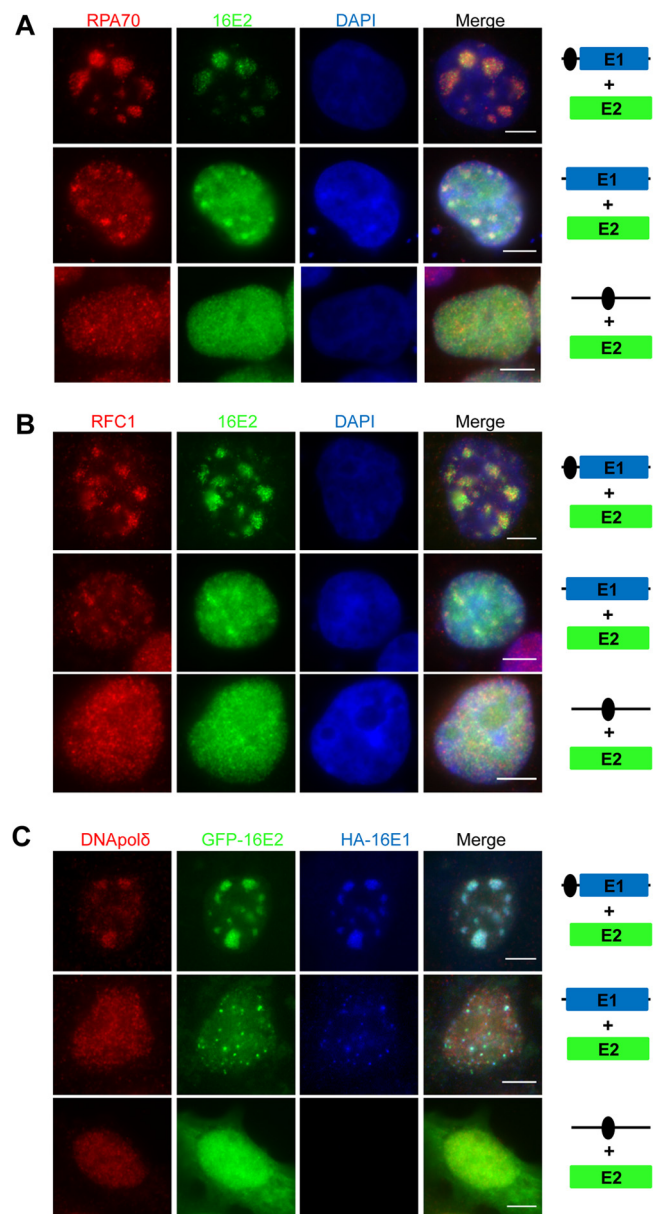 A
RPA70 16E2 DAPI Merge
E1
+
E2
E1
+
E2
+
E2
B
RFC1 16E2 DAPI Merge
E1
+
E2
E1
+
E2
+
E2
C
DNApolδ GFP-16E2 HA-16E1 Merge
E1
+
E2
E1
+
E2
+
E2